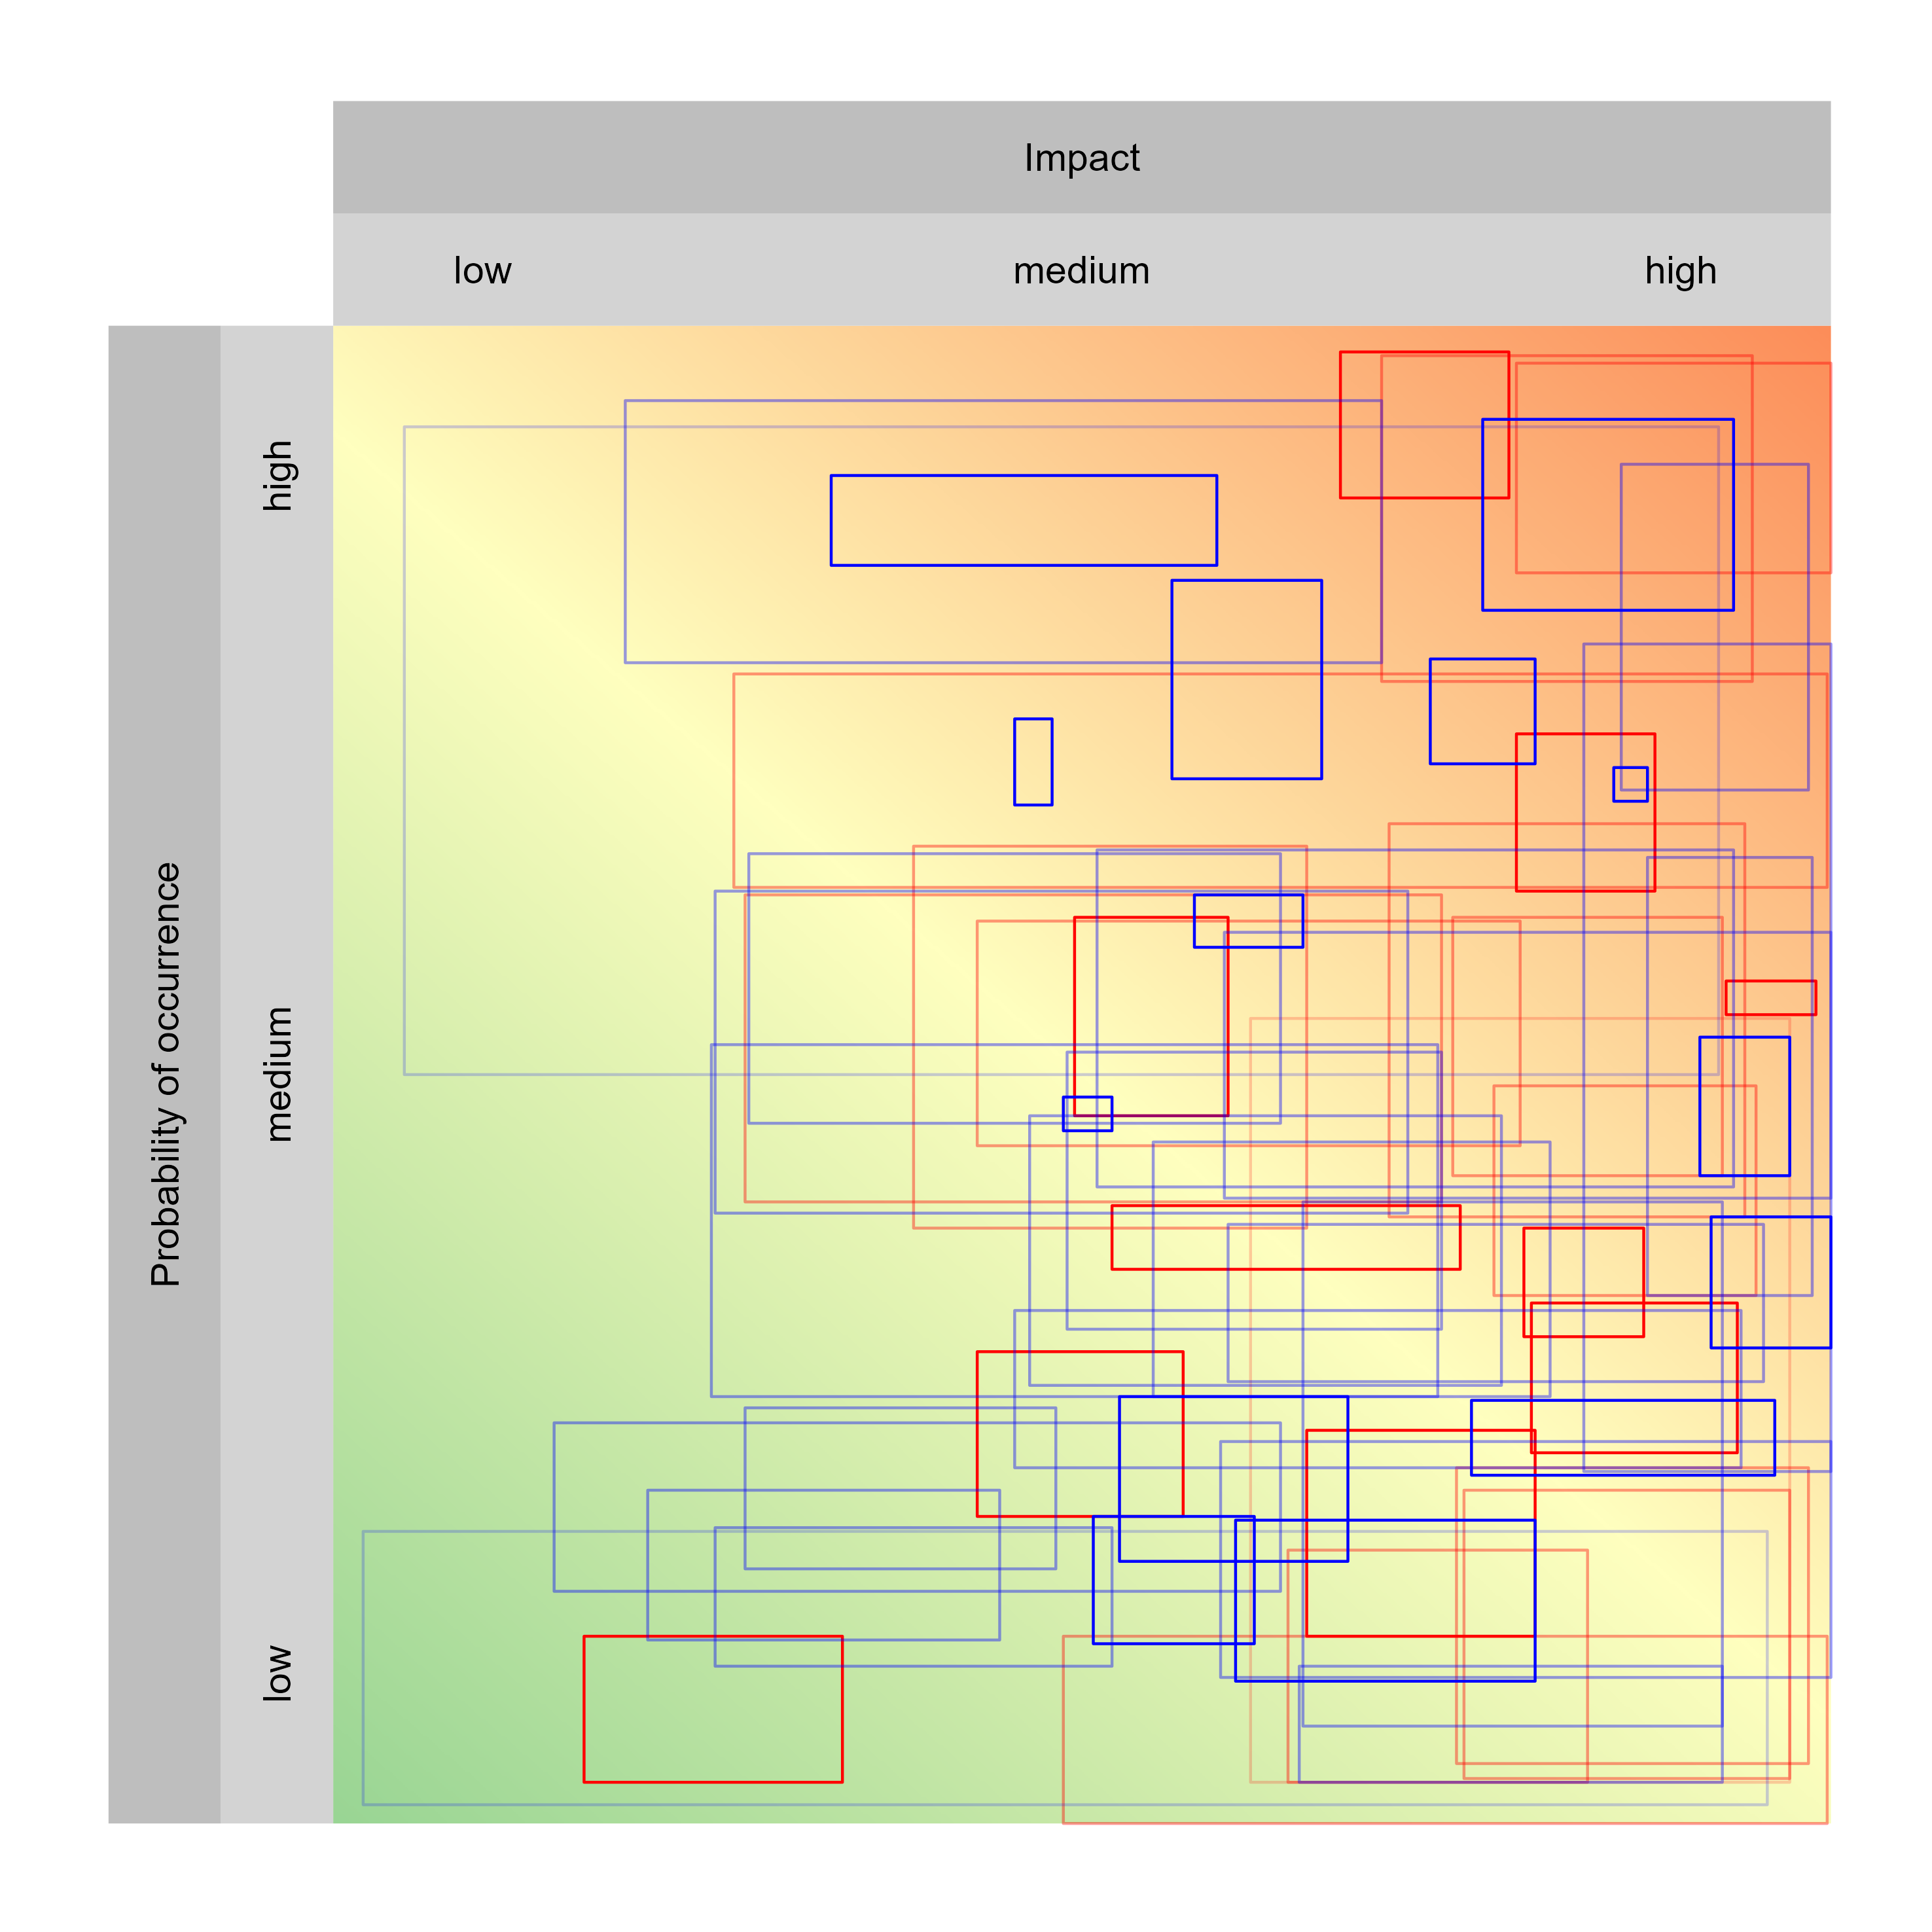 Impact
low
medium
high
Probability of occurrence
high
medium
low